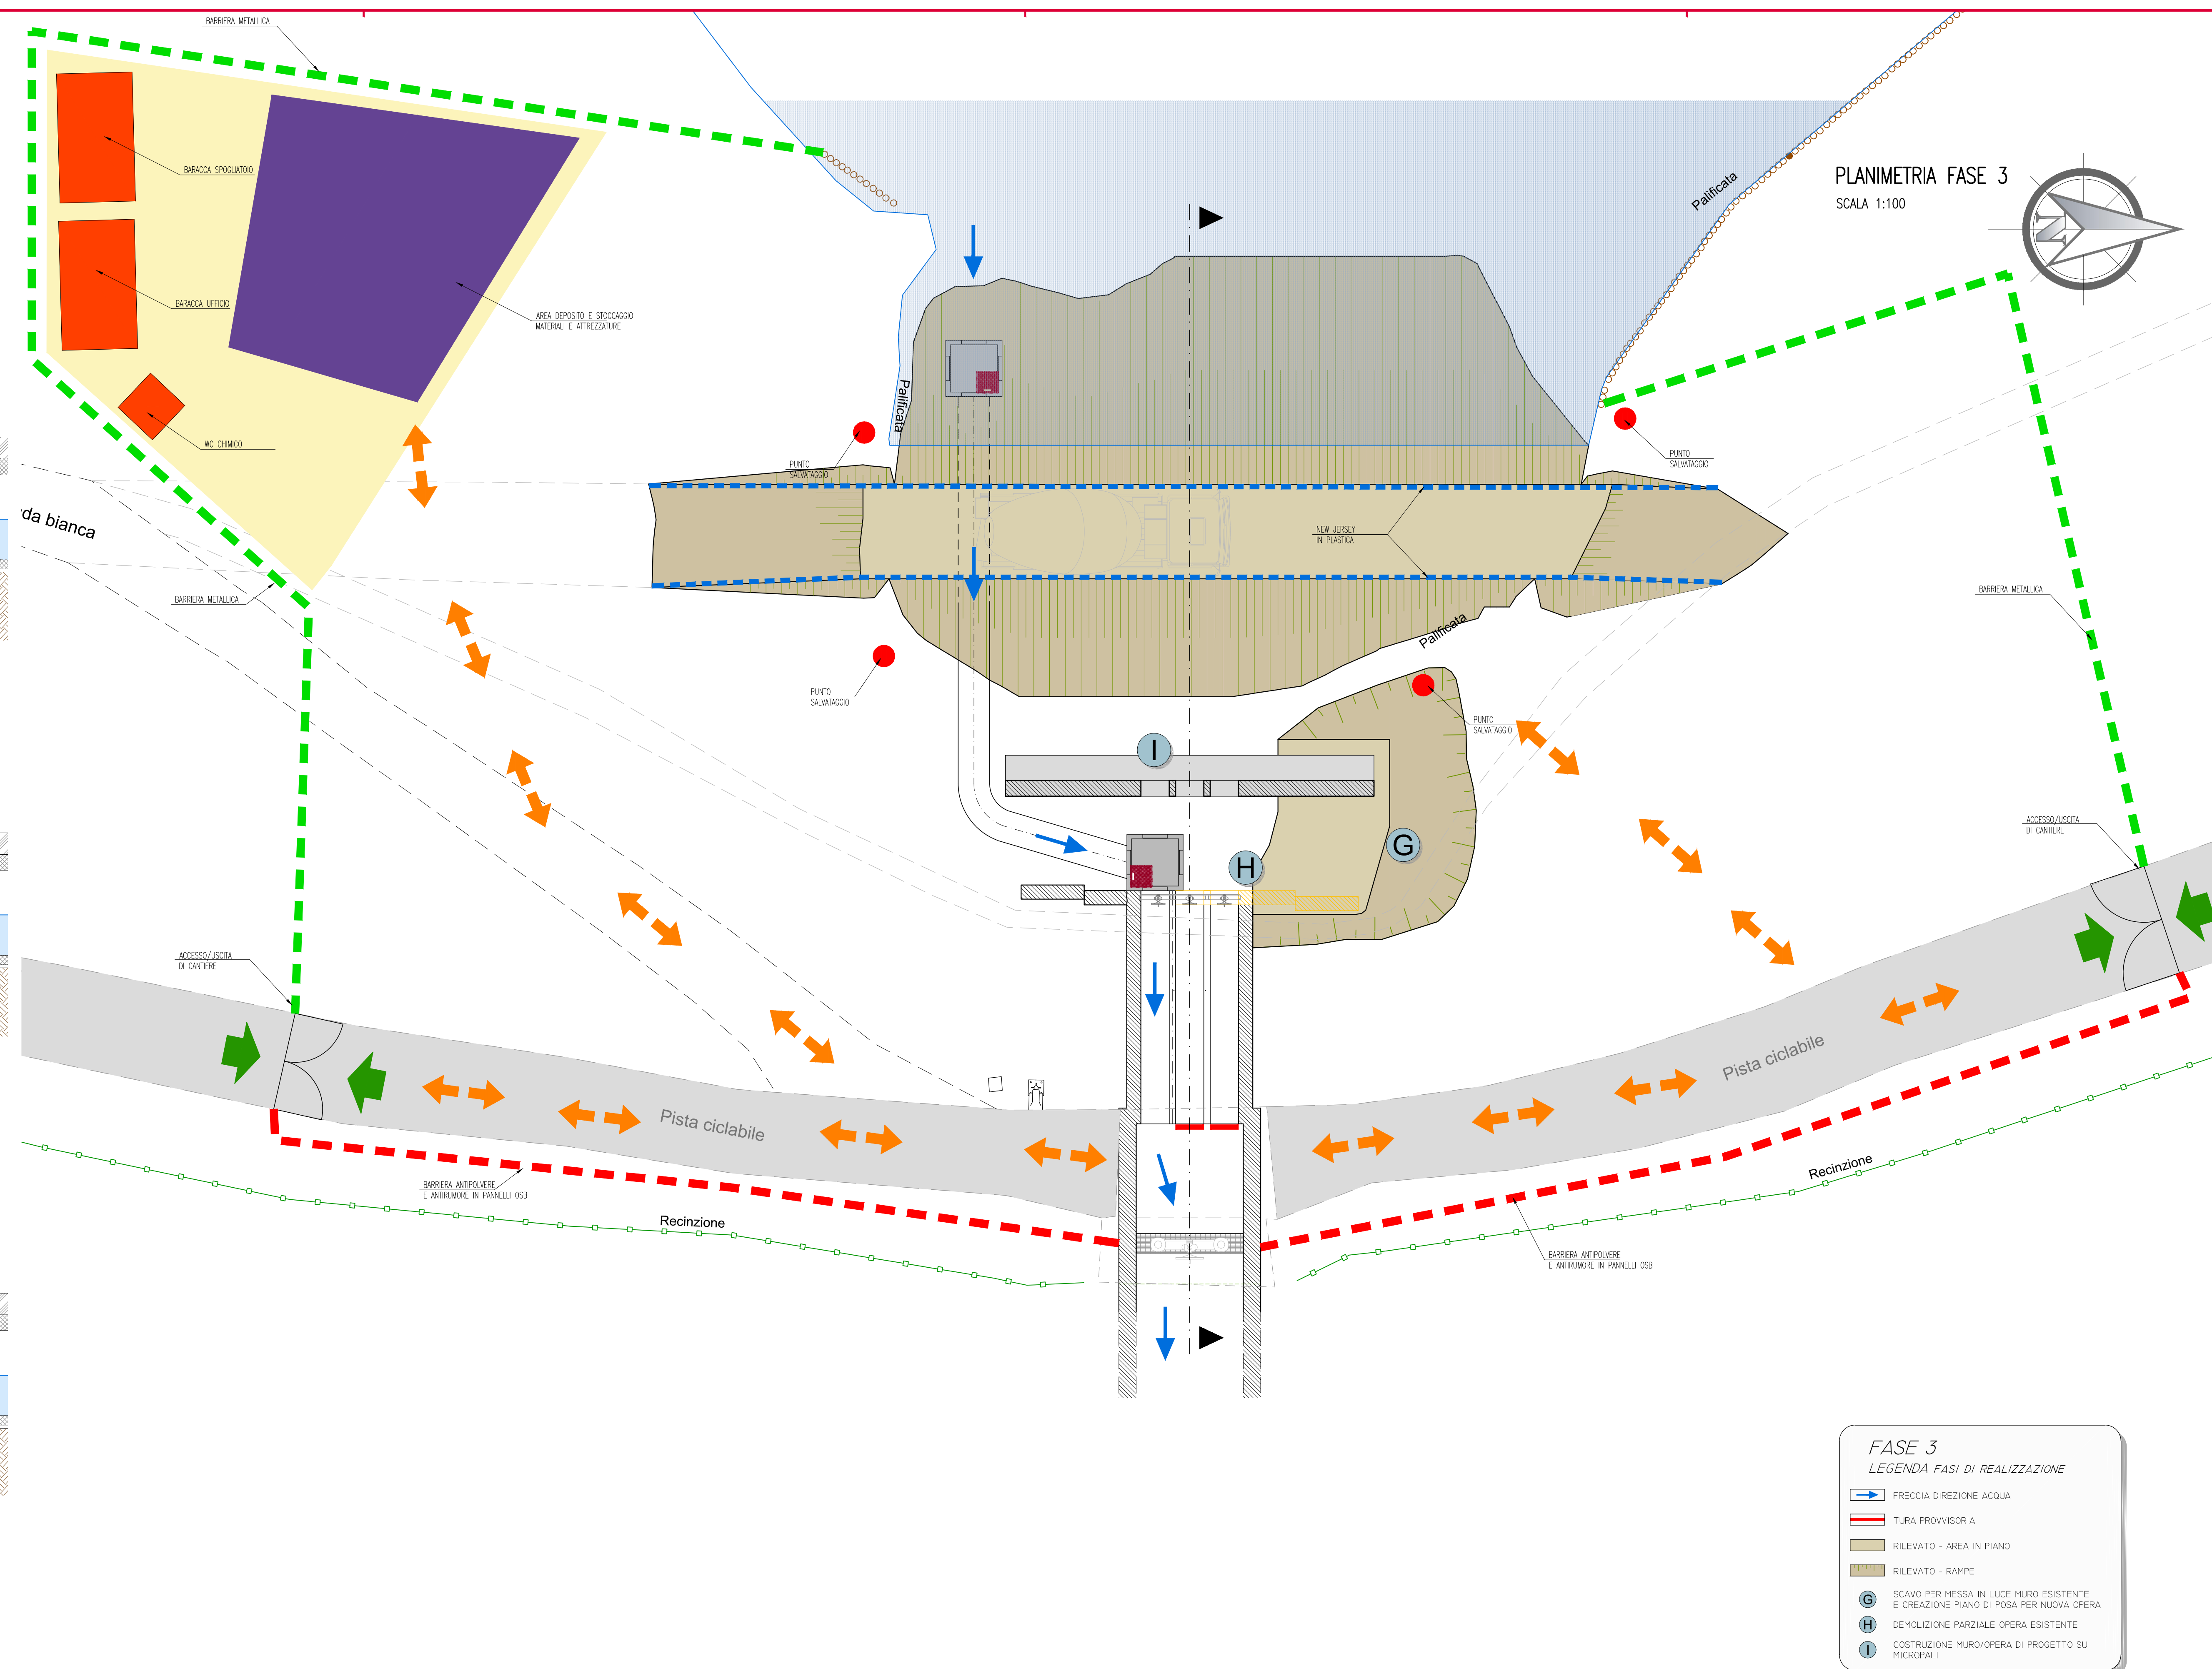 BARRIERA METALLICA
BARACCA SPOGLIATOIO
BARACCA UFFICIO
AREA DEPOSITO E STOCCAGGIO
MATERIALI E ATTREZZATURE
WC CHIMICO
Palificata
PLANIMETRIA FASE 3
SCALA 1:100
N
Palificata
PUNTO
SALVATAGGIO
PUNTO
SALVATAGGIO
da bianca
NEW JERSEY
IN PLASTICA
BARRIERA METALLICA
BARRIERA METALLICA
Palificata
PUNTO
SALVATAGGIO
PUNTO
SALVATAGGIO
I
G
H
ACCESSO/USCITA
DI CANTIERE
ACCESSO/USCITA
DI CANTIERE
Pista ciclabile
Pista ciclabile
BARRIERA ANTIPOLVERE
E ANTIRUMORE IN PANNELLI OSB
Recinzione
Recinzione
BARRIERA ANTIPOLVERE
E ANTIRUMORE IN PANNELLI OSB
FASE 3
LEGENDA FASI DI REALIZZAZIONE
FRECCIA DIREZIONE ACQUA
TURA PROVVISORIA
RILEVATO - AREA IN PIANO
RILEVATO - RAMPE
G SCAVO PER MESSA IN LUCE MURO ESISTENTE
E CREAZIONE PIANO DI POSA PER NUOVA OPERA
H DEMOLIZIONE PARZIALE OPERA ESISTENTE
I COSTRUZIONE MURO/OPERA DI PROGETTO SU
MICROPALI